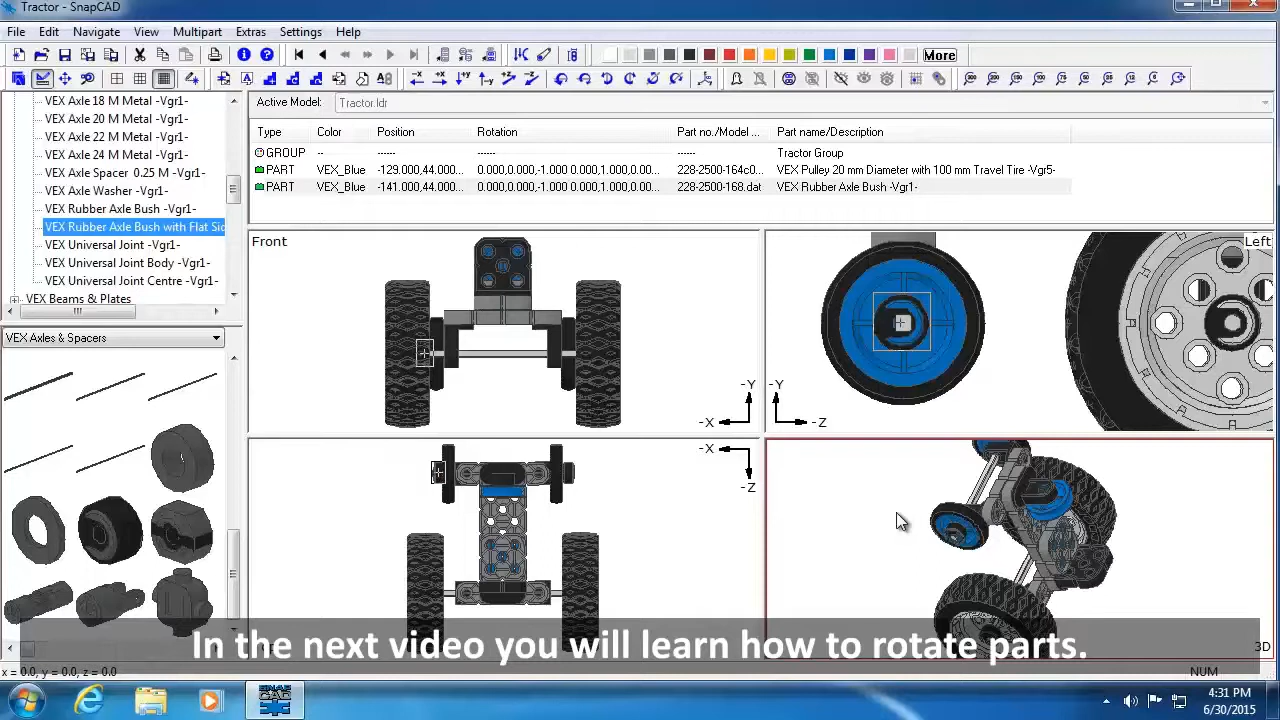 Tractor - SnapCAD
File Edit Navigate View Multipart Extras Settings Help
More
VEX Axle 18 M Metal -Vgr1-
VEX Axle 20 M Metal -Vgr1-
VEX Axle 22 M Metal -Vgr1-
VEX Axle 24 M Metal -Vgr1-
VEX Axle Spacer 0.25 M -Vgr1-
VEX Axle Washer -Vgr1-
VEX Rubber Axle Bush -Vgr1-
VEX Rubber Axle Bush with Flat Sid
VEX Universal Joint -Vgr1-
VEX Universal Joint Body -Vgr1-
VEX Universal Joint Centre -Vgr1-
VEX Beams & Plates
VEX Axles & Spacers
Active Model: Tractor.ldr
Type Color Position Rotation Part no./Model ... Part name/Description
GROUP -- ------ ------ ------ Tractor Group
PART VEX_Blue -129.000,44.000... 0.000,0.000,-1.000 0.000,1.000,0.00... 228-2500-164c0... VEX Pulley 20 mm Diameter with 100 mm Travel Tire -Vgr5-
PART VEX_Blue -141.000,44.000... 0.000,0.000,-1.000 0.000,1.000,0.00... 228-2500-168.dat VEX Rubber Axle Bush -Vgr1-
Front
-Y
-X
Left
-Y
-Z
-X
-Z
3D
In the next video you will learn how to rotate parts.
x = 0.0, y = 0.0, z = 0.0
NUM
SNAP CAD
4:31 PM
6/30/2015